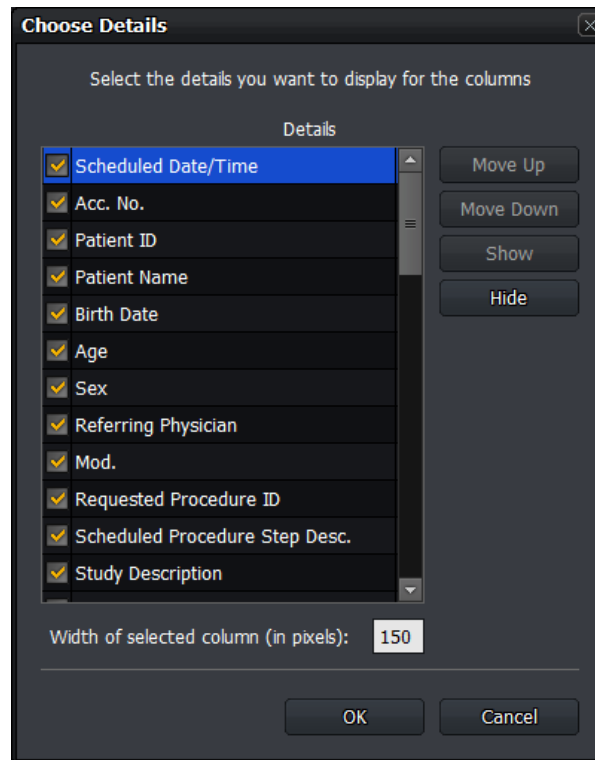 Choose Details
Select the details you want to display for the columns
Details
Scheduled Date/Time
Acc. No.
Patient ID
Patient Name
Birth Date
Age
Sex
Referring Physician
Mod.
Requested Procedure ID
Scheduled Procedure Step Desc.
Study Description
Move Up
Move Down
Show
Hide
Width of selected column (in pixels): 150
OK Cancel